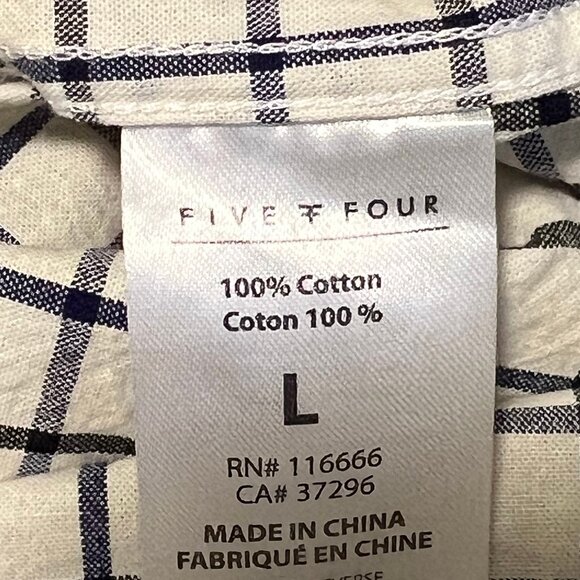 FIVE FOUR
100% Cotton
Coton 100 %
L
RN# 116666
CA# 37296
MADE IN CHINA
FABRIQUÉ EN CHINE